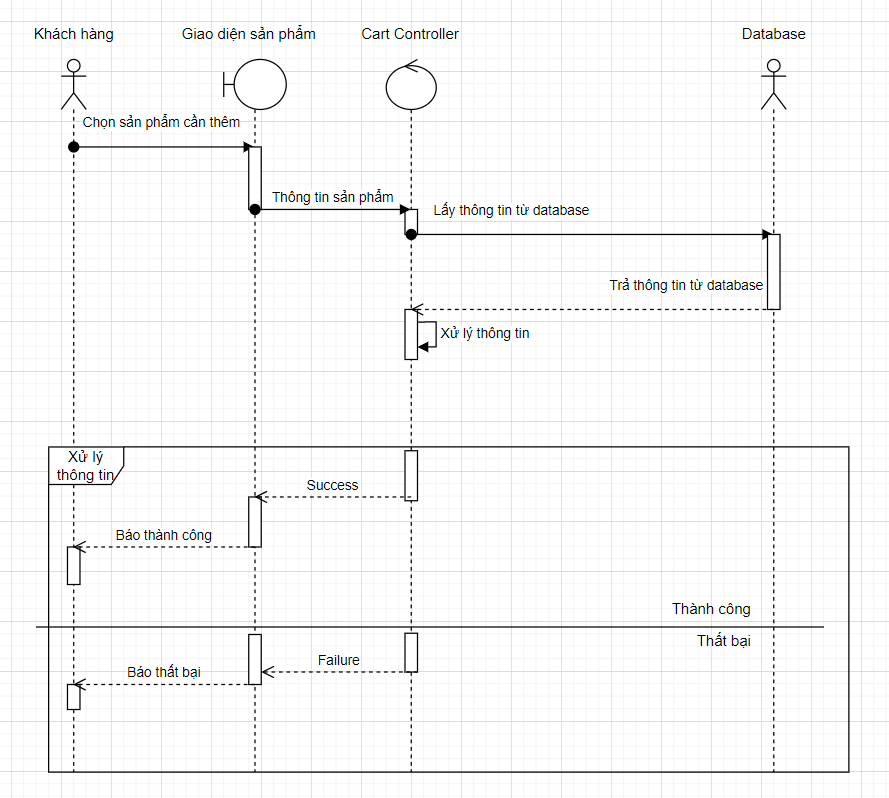 Khách hàng
Giao diện sản phẩm
Cart Controller
Database
Chọn sản phẩm cần thêm
Thông tin sản phẩm
Lấy thông tin từ database
Trả thông tin từ database
Xử lý thông tin
Xử lý
thông tin
Success
Báo thành công
Thành công
Thất bại
Failure
Báo thất bại